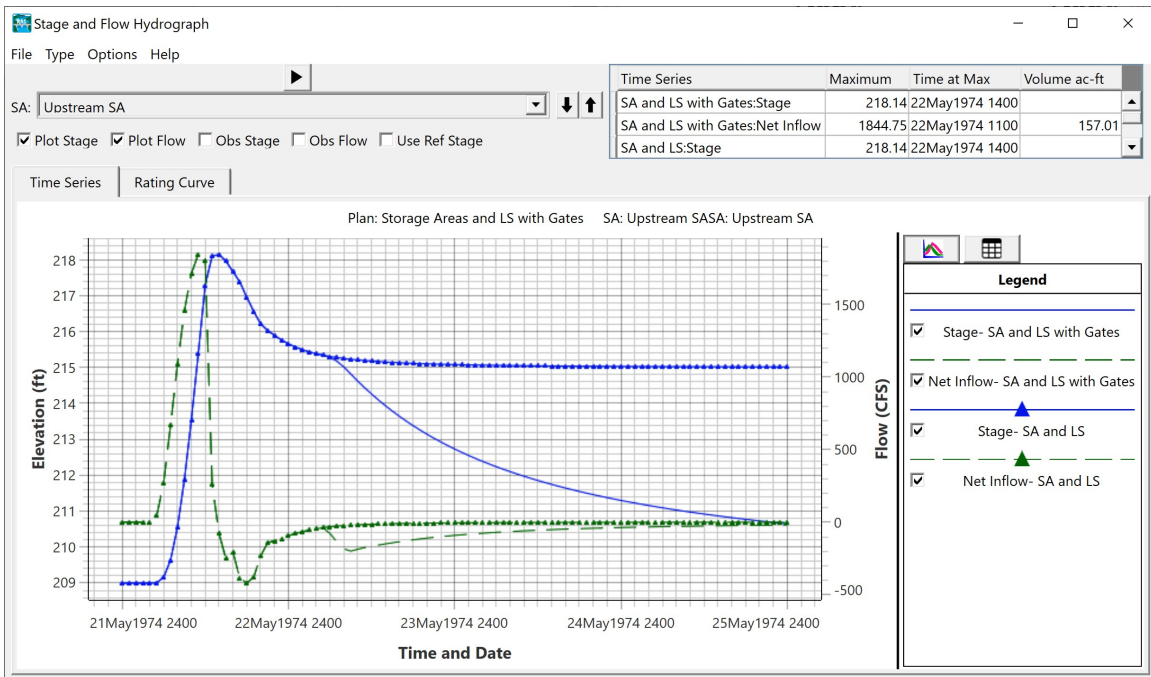 Stage and Flow Hydrograph
File Type Options Help
SA: Upstream SA
Plot Stage Plot Flow Obs Stage Obs Flow Use Ref Stage
Time Series Maximum Time at Max Volume ac-ft
SA and LS with Gates:Stage 218.14 22May1974 1400
SA and LS with Gates:Net Inflow 1844.75 22May1974 1100 157.01
SA and LS:Stage 218.14 22May1974 1400
Time Series Rating Curve
Plan: Storage Areas and LS with Gates SA: Upstream SASA: Upstream SA
Elevation (ft)
218
217
216
215
214
213
212
211
210
209
1500
1000
500
0
-500
Flow (CFS)
21May1974 2400 22May1974 2400 23May1974 2400 24May1974 2400 25May1974 2400
Time and Date
Legend
Stage- SA and LS with Gates
Net Inflow- SA and LS with Gates
Stage- SA and LS
Net Inflow- SA and LS